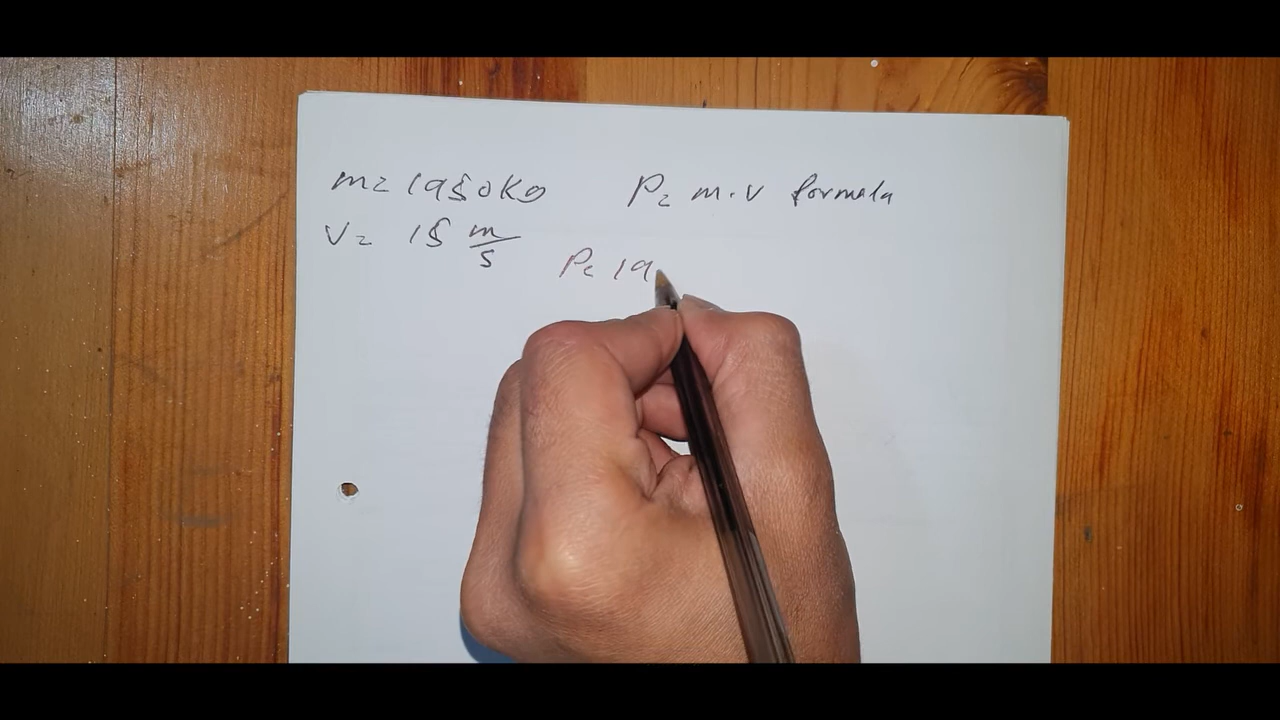 m= 1950kg
P= m.v formula
v= 15 m/s
P= 19